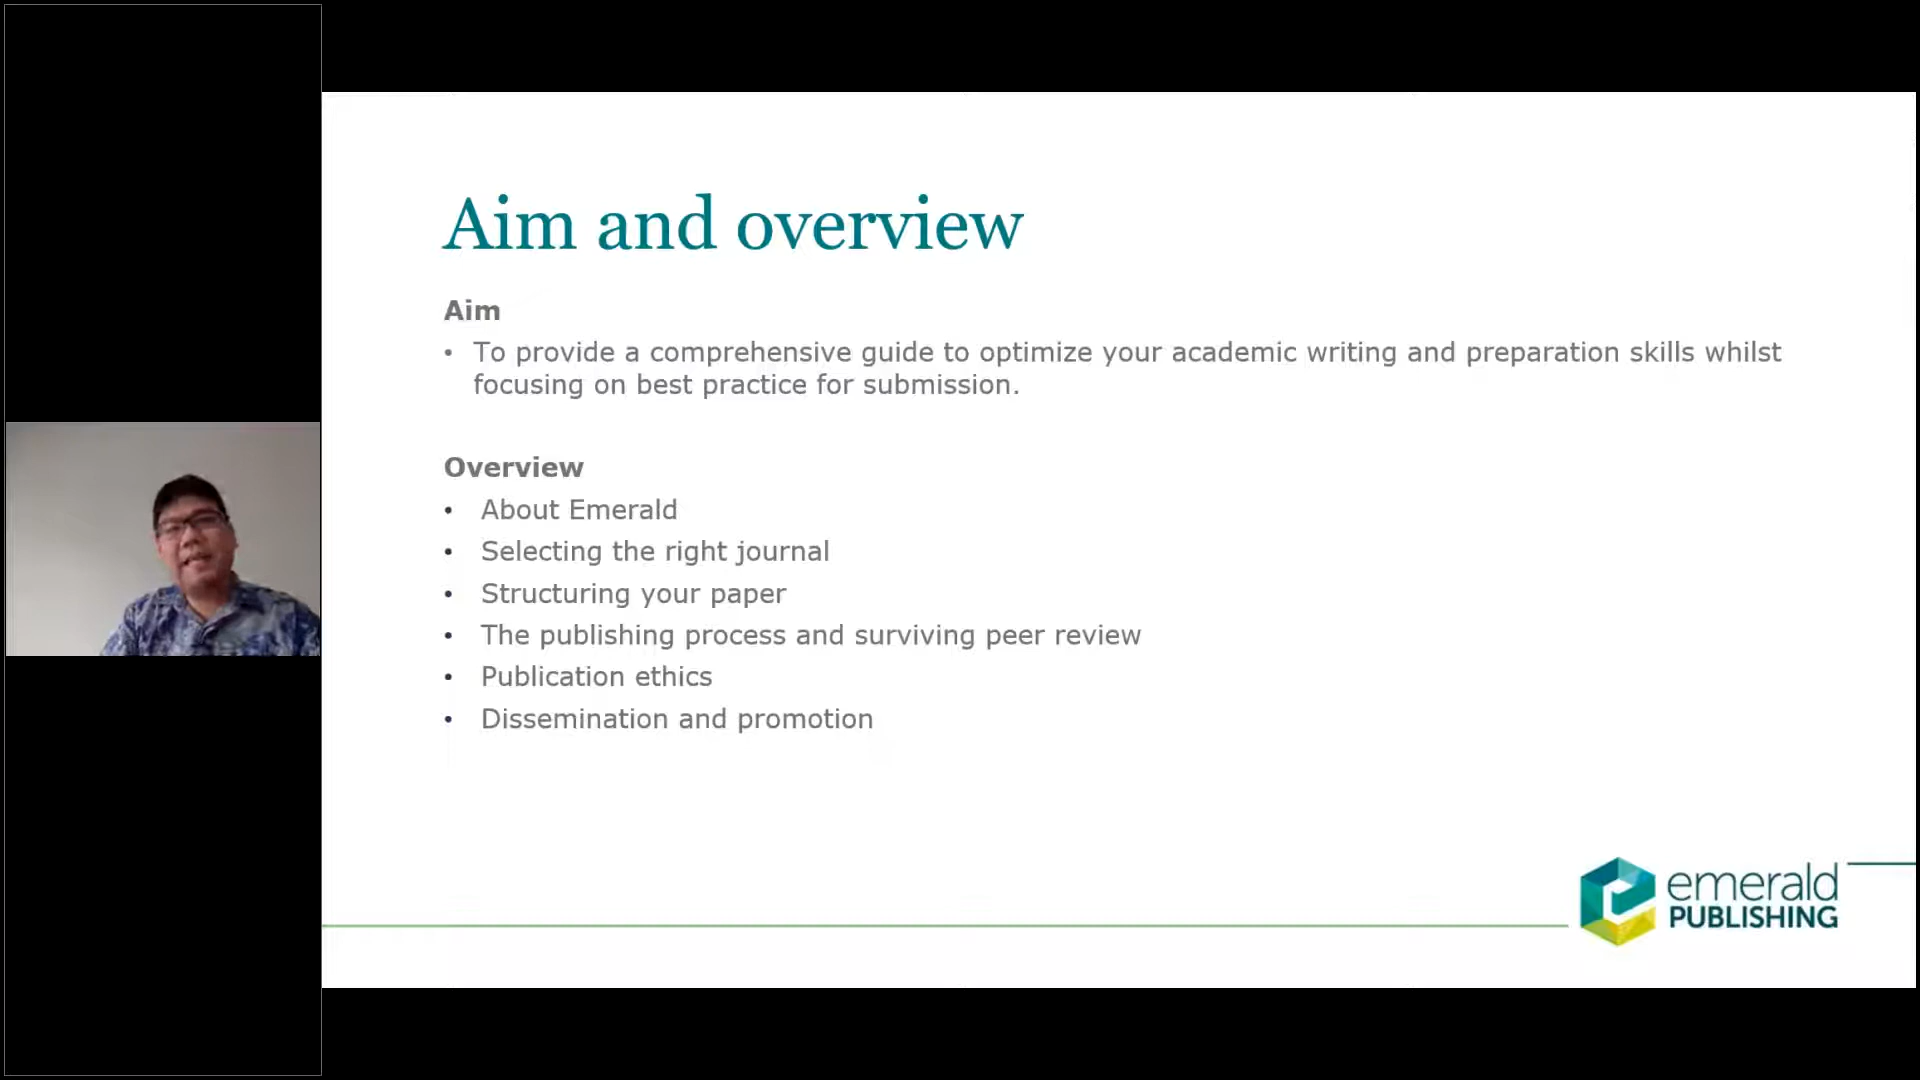 Aim and overview
Aim
• To provide a comprehensive guide to optimize your academic writing and preparation skills whilst
focusing on best practice for submission.
Overview
• About Emerald
• Selecting the right journal
• Structuring your paper
• The publishing process and surviving peer review
• Publication ethics
• Dissemination and promotion
emerald
PUBLISHING